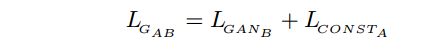 L_{G_{AB}} = L_{GAN_B} + L_{CONST_A}